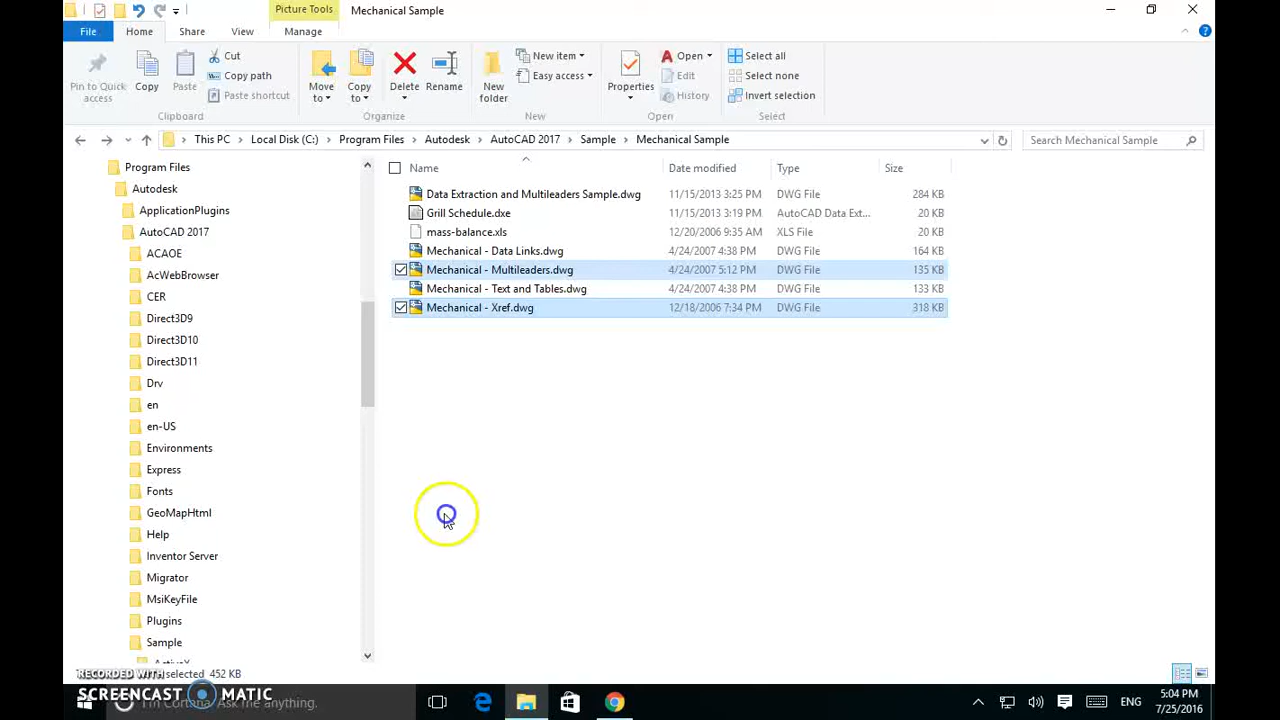 Picture Tools
Mechanical Sample
File
Home
Share
View
Manage
Pin to Quick access
Copy
Paste
Cut
Copy path
Paste shortcut
Clipboard
Move to
Copy to
Delete
Rename
Organize
New folder
New item
Easy access
New
Properties
Open
Edit
History
Open
Select all
Select none
Invert selection
Select
This PC > Local Disk (C:) > Program Files > Autodesk > AutoCAD 2017 > Sample > Mechanical Sample
Search Mechanical Sample
Name Date modified Type Size
Data Extraction and Multileaders Sample.dwg 11/15/2013 3:25 PM DWG File 284 KB
Grill Schedule.dxe 11/15/2013 3:19 PM AutoCAD Data Ext... 20 KB
mass-balance.xls 12/20/2006 9:35 AM XLS File 20 KB
Mechanical - Data Links.dwg 4/24/2007 4:38 PM DWG File 164 KB
Mechanical - Multileaders.dwg 4/24/2007 5:12 PM DWG File 135 KB
Mechanical - Text and Tables.dwg 4/24/2007 4:38 PM DWG File 133 KB
Mechanical - Xref.dwg 12/18/2006 7:34 PM DWG File 318 KB
Program Files
Autodesk
ApplicationPlugins
AutoCAD 2017
ACAOE
AcWebBrowser
CER
Direct3D9
Direct3D10
Direct3D11
Drv
en
en-US
Environments
Express
Fonts
GeoMapHtml
Help
Inventor Server
Migrator
MsiKeyFile
Plugins
Sample
ActiveX
selected 452 KB
RECORDED WITH
SCREENCAST MATIC
I'm Cortana. Ask me anything.
ENG
5:04 PM
7/25/2016